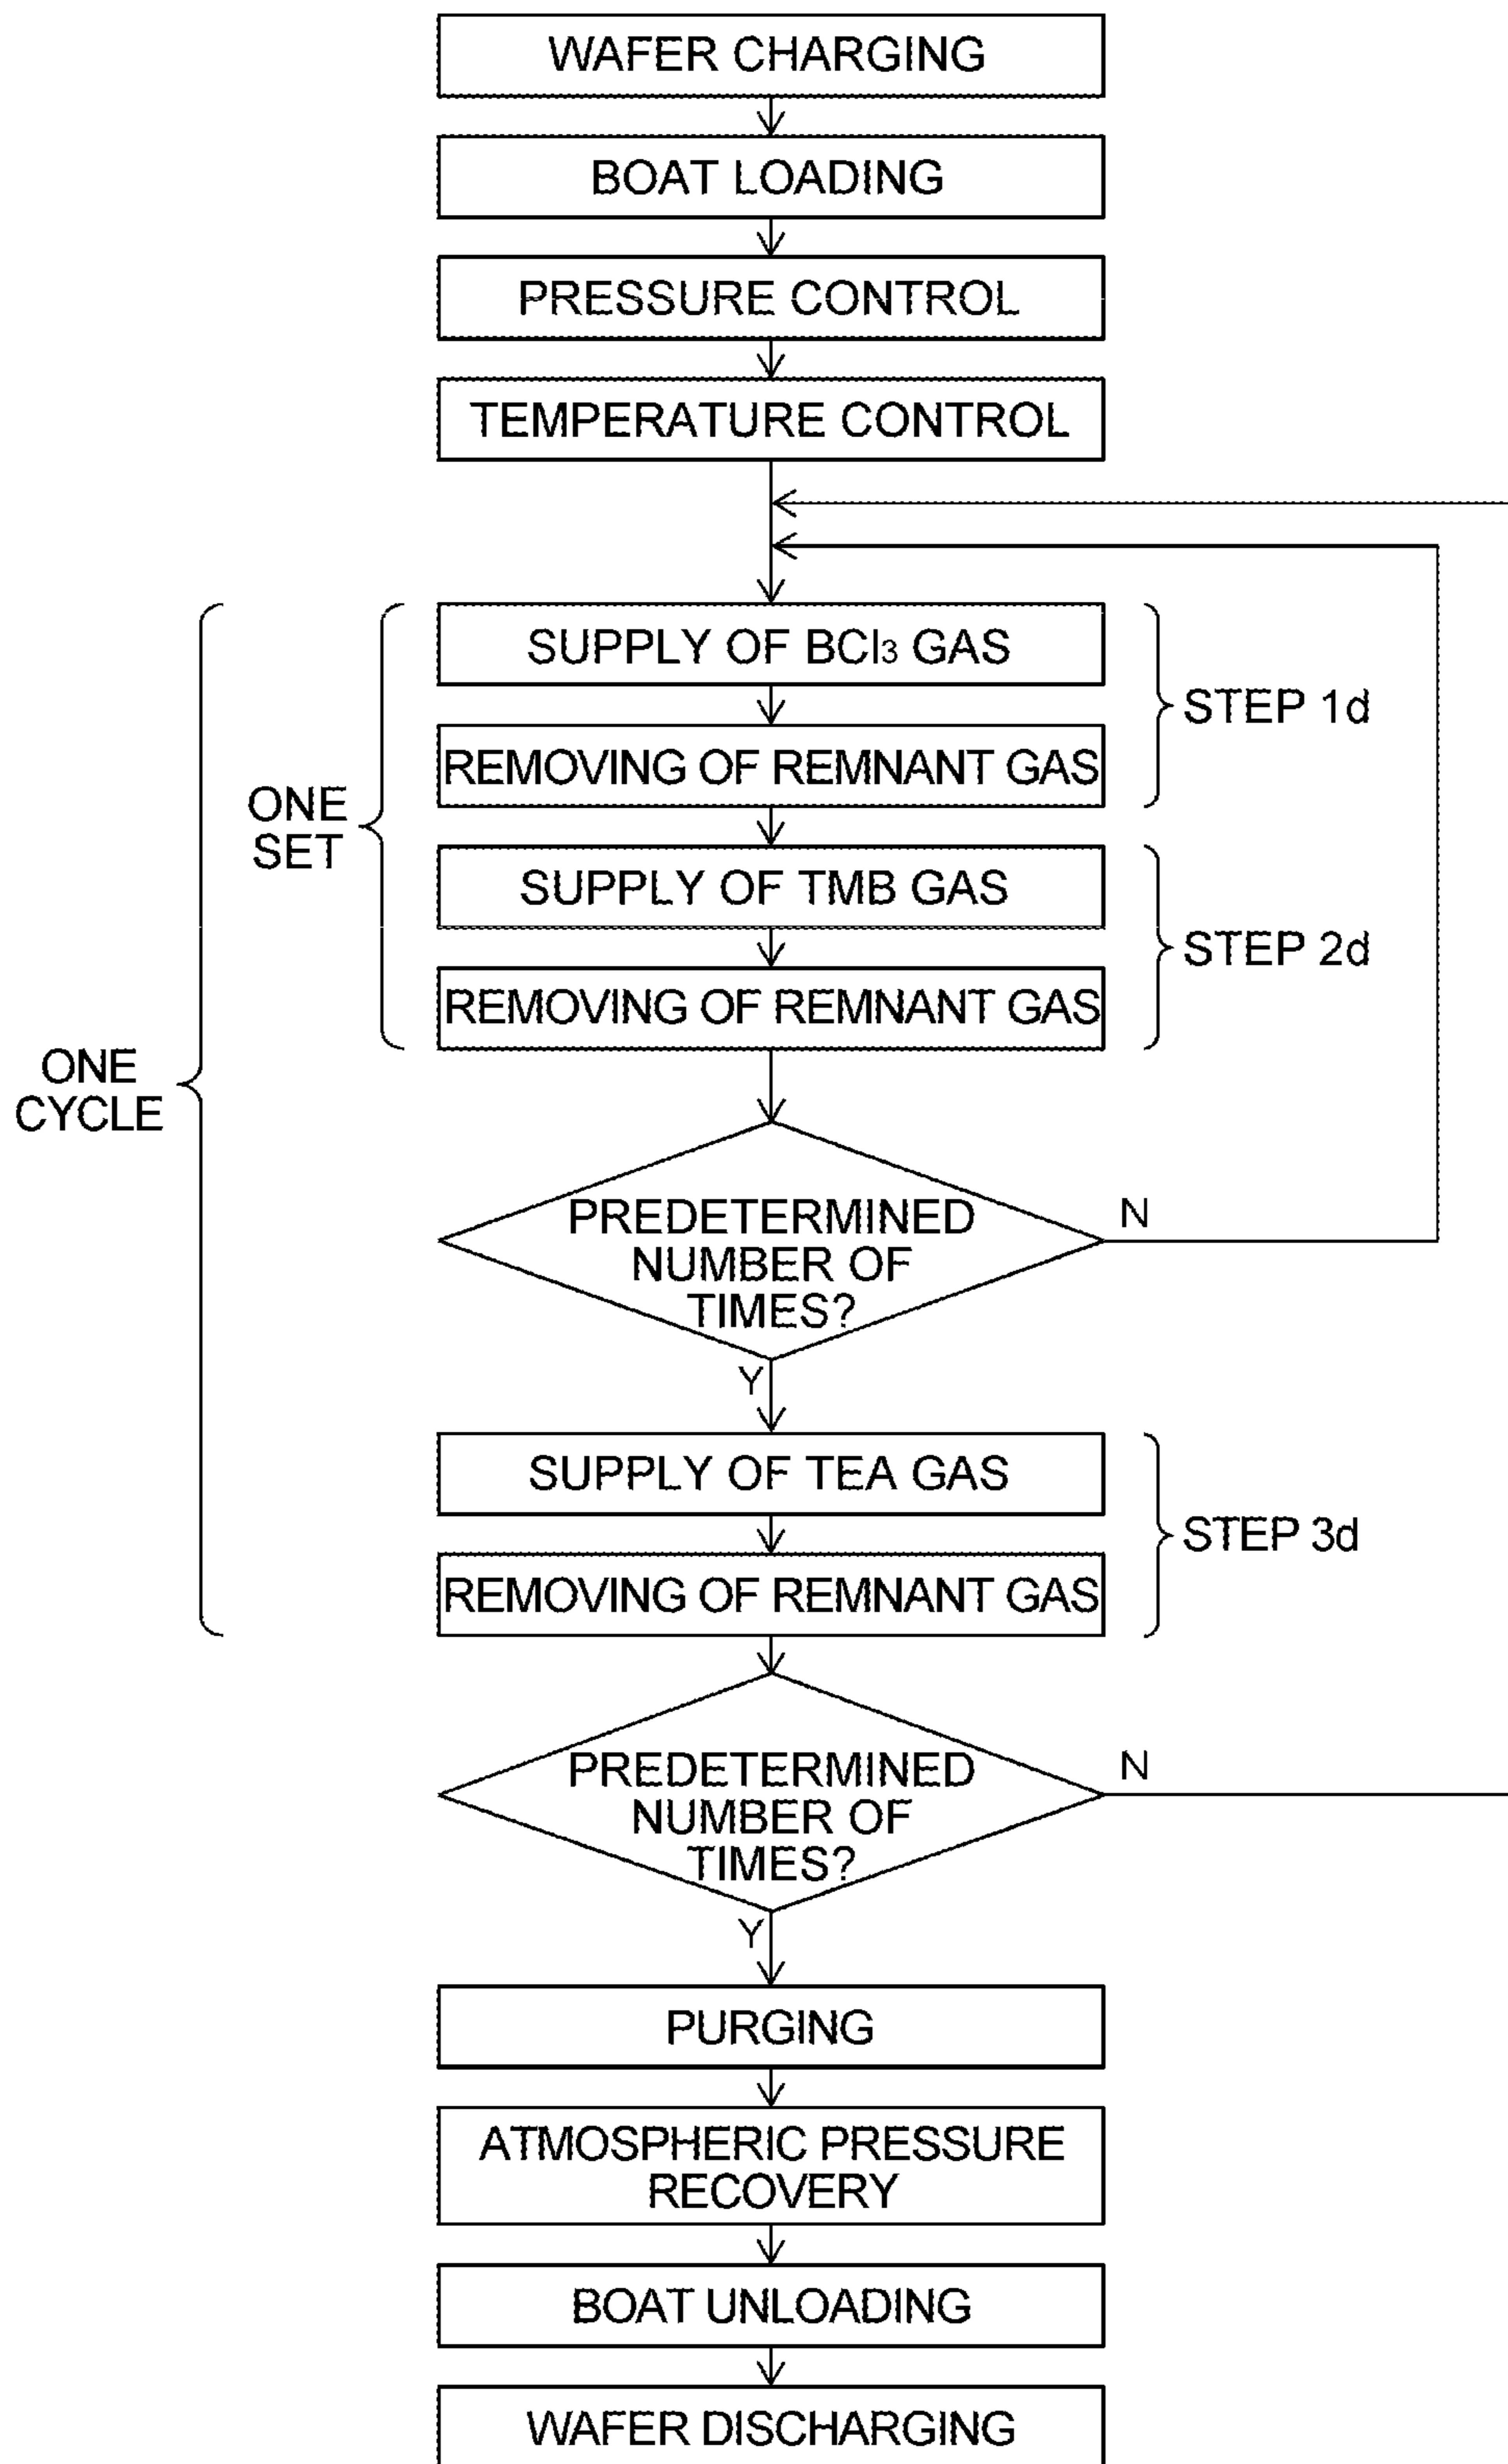 WAFER CHARGING
BOAT LOADING
PRESSURE CONTROL
TEMPERATURE CONTROL
SUPPLY OF BCl₃ GAS
STEP 1d
REMOVING OF REMNANT GAS
ONE
SET
SUPPLY OF TMB GAS
STEP 2d
REMOVING OF REMNANT GAS
ONE
CYCLE
PREDETERMINED
NUMBER OF
TIMES?
N
Y
SUPPLY OF TEA GAS
STEP 3d
REMOVING OF REMNANT GAS
PREDETERMINED
NUMBER OF
TIMES?
N
Y
PURGING
ATMOSPHERIC PRESSURE
RECOVERY
BOAT UNLOADING
WAFER DISCHARGING